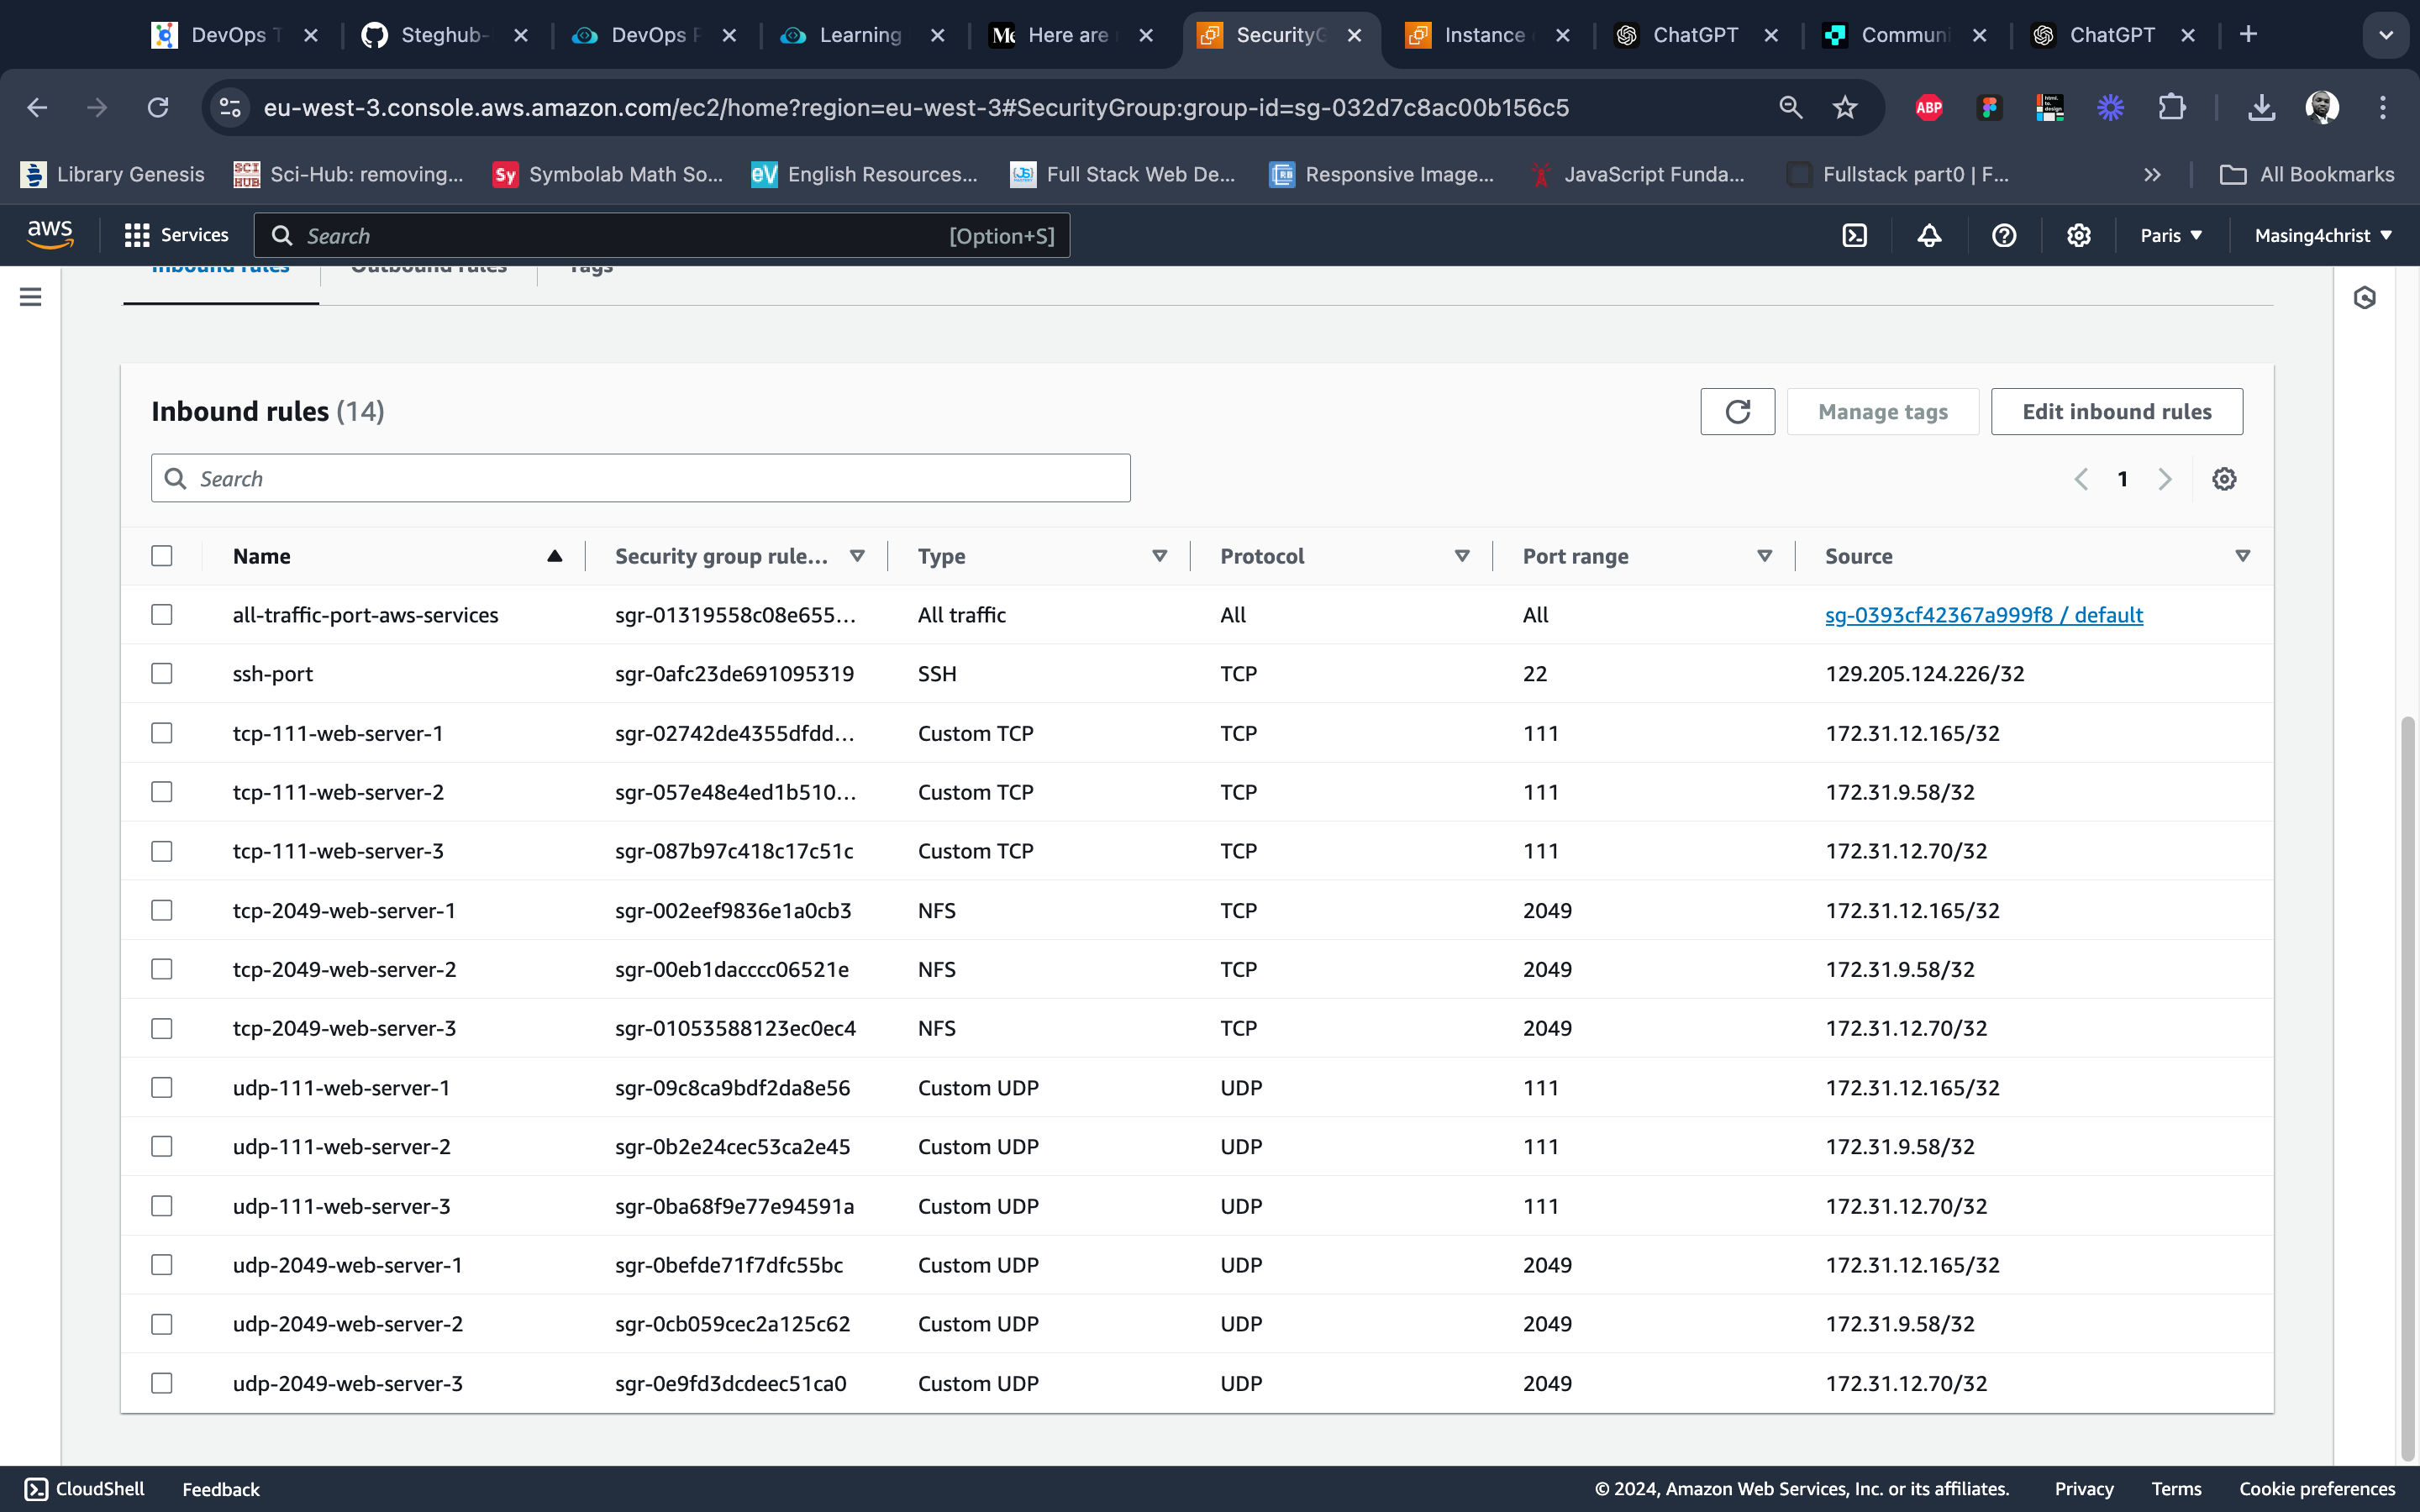 DevOps T
Steghub-
DevOps P
Learning
Here are
SecurityG
Instance
ChatGPT
Communi
ChatGPT
eu-west-3.console.aws.amazon.com/ec2/home?region=eu-west-3#SecurityGroup:group-id=sg-032d7c8ac00b156c5
ABP
Library Genesis
Sci-Hub: removing...
Symbolab Math So...
English Resources...
Full Stack Web De...
Responsive Image...
JavaScript Funda...
Fullstack part0 | F...
All Bookmarks
aws Services Search [Option+S] Paris Masing4christ
Inbound rules Outbound rules Tags
Inbound rules (14) Manage tags Edit inbound rules
Search 1
Name Security group rule... Type Protocol Port range Source
all-traffic-port-aws-services sgr-01319558c08e655... All traffic All All sg-0393cf42367a999f8 / default
ssh-port sgr-0afc23de691095319 SSH TCP 22 129.205.124.226/32
tcp-111-web-server-1 sgr-02742de4355dfdd... Custom TCP TCP 111 172.31.12.165/32
tcp-111-web-server-2 sgr-057e48e4ed1b510... Custom TCP TCP 111 172.31.9.58/32
tcp-111-web-server-3 sgr-087b97c418c17c51c Custom TCP TCP 111 172.31.12.70/32
tcp-2049-web-server-1 sgr-002eef9836e1a0cb3 NFS TCP 2049 172.31.12.165/32
tcp-2049-web-server-2 sgr-00eb1dacccc06521e NFS TCP 2049 172.31.9.58/32
tcp-2049-web-server-3 sgr-01053588123ec0ec4 NFS TCP 2049 172.31.12.70/32
udp-111-web-server-1 sgr-09c8ca9bdf2da8e56 Custom UDP UDP 111 172.31.12.165/32
udp-111-web-server-2 sgr-0b2e24cec53ca2e45 Custom UDP UDP 111 172.31.9.58/32
udp-111-web-server-3 sgr-0ba68f9e77e94591a Custom UDP UDP 111 172.31.12.70/32
udp-2049-web-server-1 sgr-0befde71f7dfc55bc Custom UDP UDP 2049 172.31.12.165/32
udp-2049-web-server-2 sgr-0cb059cec2a125c62 Custom UDP UDP 2049 172.31.9.58/32
udp-2049-web-server-3 sgr-0e9fd3dcdeec51ca0 Custom UDP UDP 2049 172.31.12.70/32
CloudShell Feedback © 2024, Amazon Web Services, Inc. or its affiliates. Privacy Terms Cookie preferences